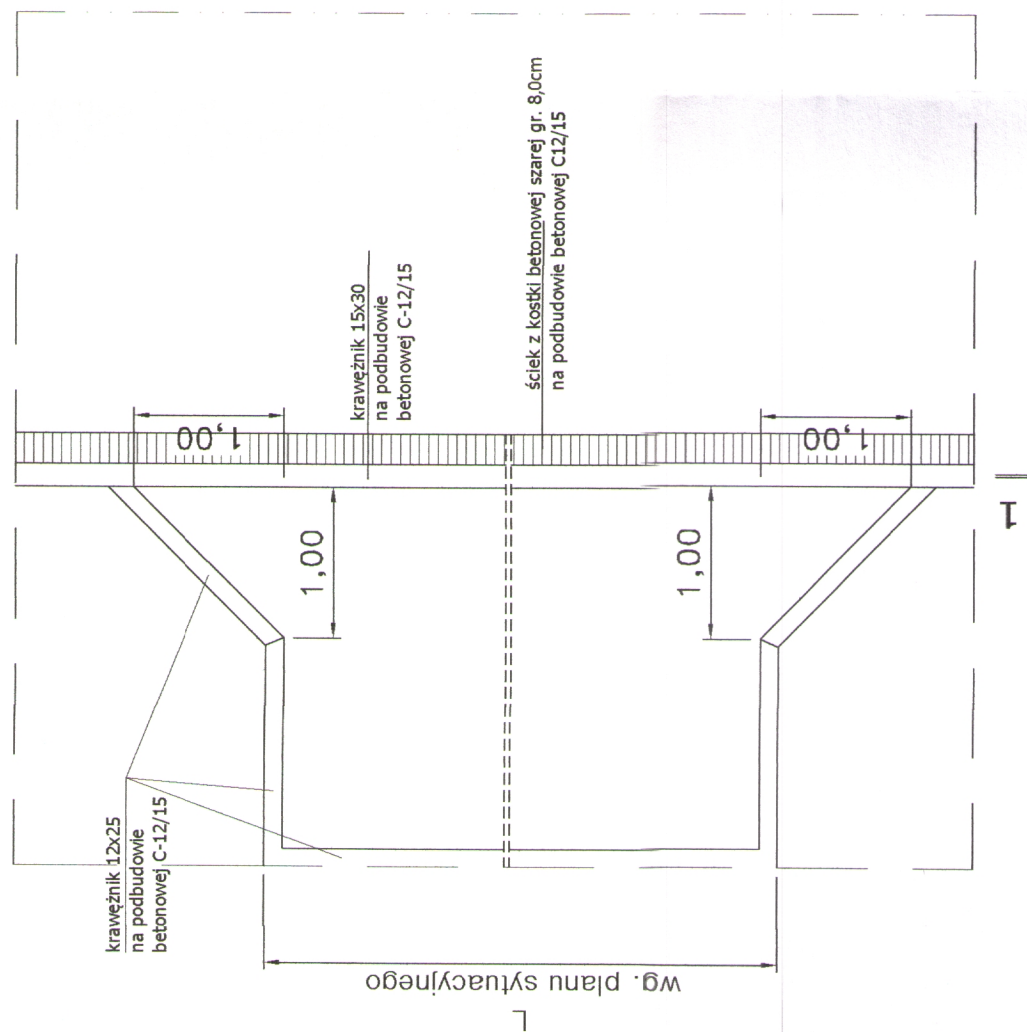 krawężnik 12x25
na podbudowie
betonowej C-12/15
krawężnik 15x30
na podbudowie
betonowej C-12/15
ściek z kostki betonowej szarej gr. 8,0cm
na podbudowie betonowej C12/15
1,00
1,00
1,00
1,00
wg. planu sytuacyjnego
L
1